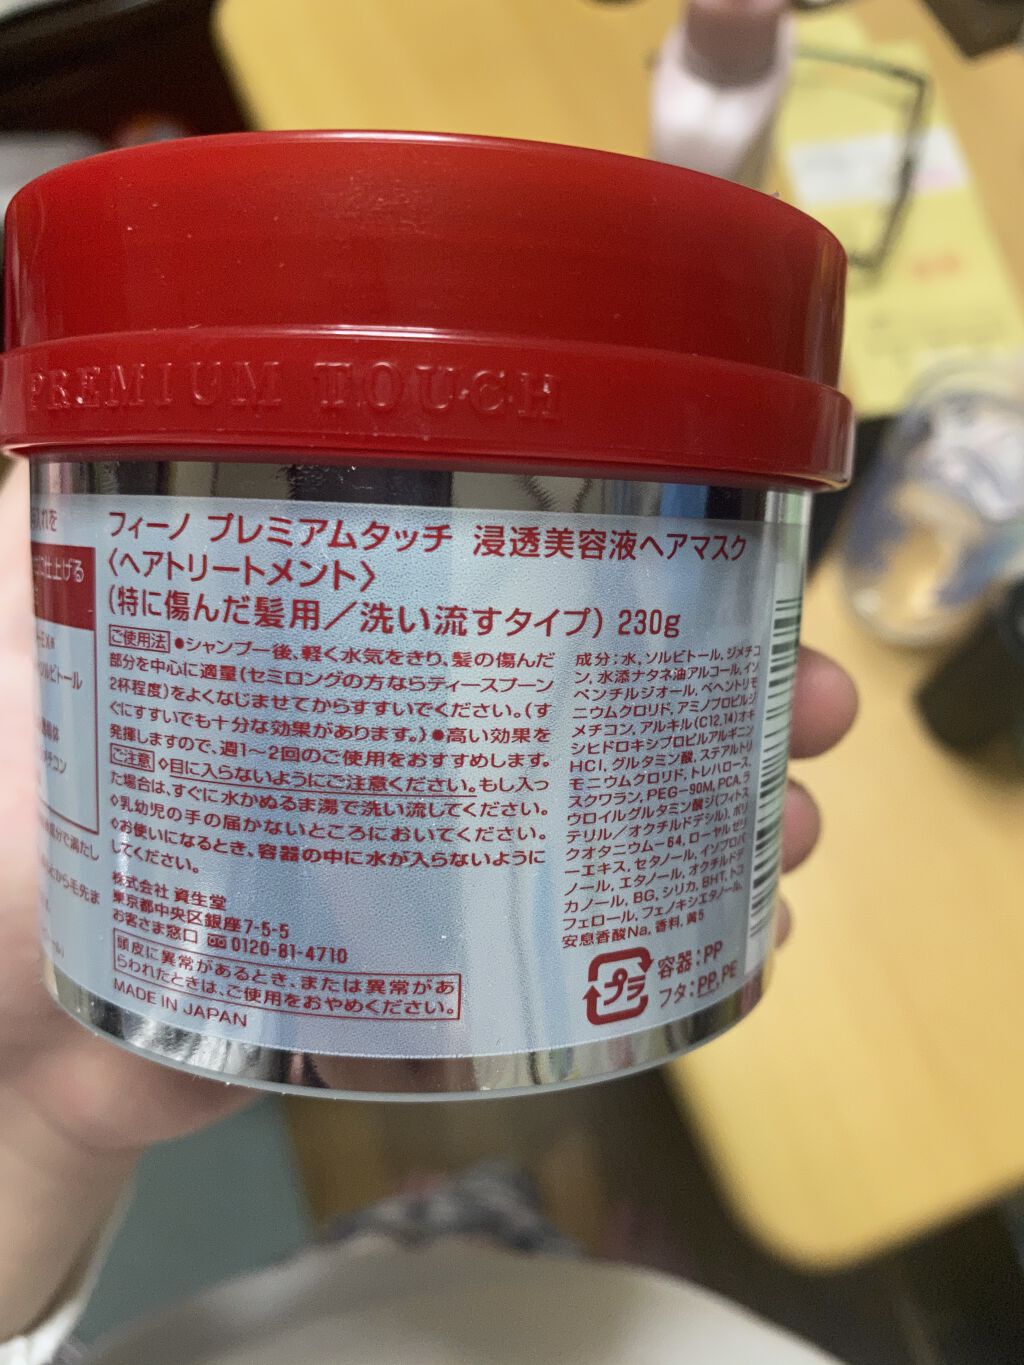 PREMIUM TOUCH
入れを
に仕上げる
ソルビトール
メチコン
成分で満たし
から毛先ま
フィーノ プレミアムタッチ 浸透美容液ヘアマスク
〈ヘアトリートメント〉
(特に傷んだ髪用/洗い流すタイプ) 230g
ご使用法 ●シャンプー後、軽く水気をきり、髪の傷んだ
部分を中心に適量(セミロングの方ならティースプーン
2杯程度)をよくなじませてからすすいでください。(す
ぐにすすいでも十分な効果があります。)●高い効果を
発揮しますので、週1~2回のご使用をおすすめします。
ご注意 ◇目に入らないようにご注意ください。もし入っ
た場合は、すぐに水かぬるま湯で洗い流してください。
◇乳幼児の手の届かないところにおいてください。
◇お使いになるとき、容器の中に水が入らないように
してください。
株式会社 資生堂
東京都中央区銀座7-5-5
お客さま窓口 0120-81-4710
頭皮に異常があるとき、または異常があ
らわれたときは、ご使用をおやめください。
MADE IN JAPAN
成分:水、ソルビトール、ジメチコ
ン、水添ナタネ油アルコール、イソ
ペンチルジオール、ベヘントリモ
ニウムクロリド、アミノプロピルジ
メチコン、アルキル(C12,14)オキ
シヒドロキシプロピルアルギニン
HCl、グルタミン酸、ステアルトリ
モニウムクロリド、トレハロース、
スクワラン、PEG-90M、PCA、ラ
ウロイルグルタミン酸ジ(フィトス
テリル/オクチルドデシル)、ポリ
クオタニウム-64、ローヤルゼリ
ーエキス、セタノール、イソプロパ
ノール、エタノール、オクチルドデ
カノール、BG、シリカ、BHT、トコ
フェロール、フェノキシエタノール、
安息香酸Na、香料、黄5
プラ
容器:PP
フタ:PP,PE